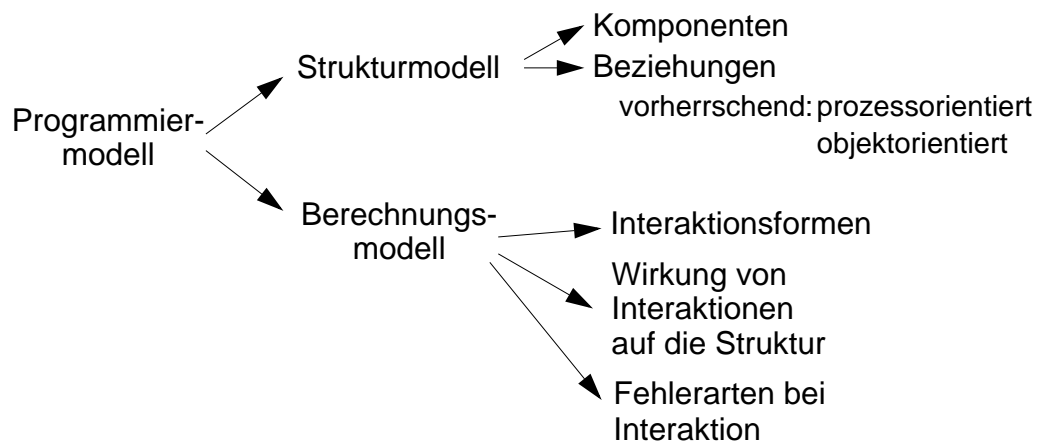 Programmier-
modell
Strukturmodell
Komponenten
Beziehungen
vorherrschend: prozessorientiert
objektorientiert
Berechnungs-
modell
Interaktionsformen
Wirkung von
Interaktionen
auf die Struktur
Fehlerarten bei
Interaktion